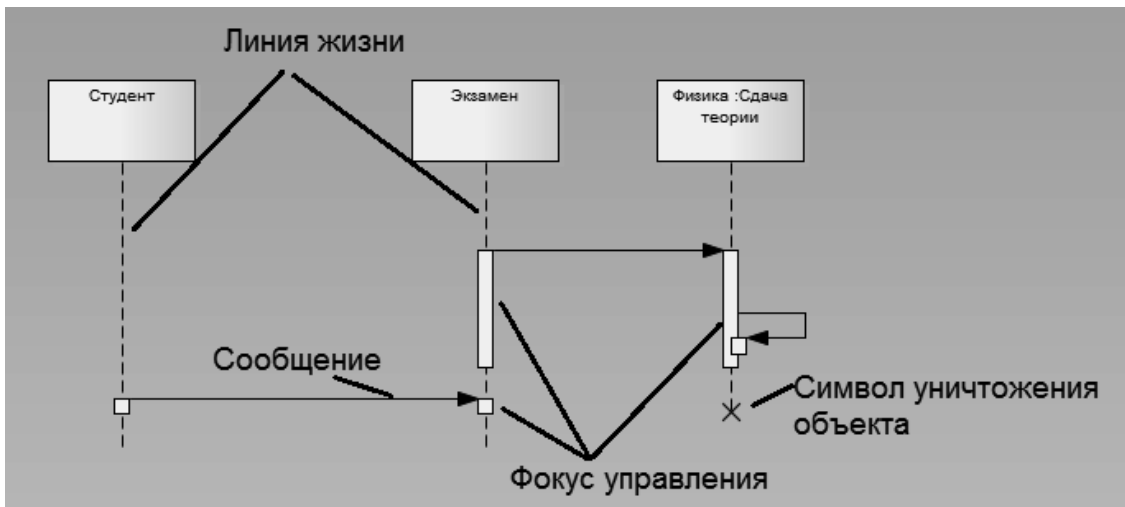 Линия жизни
Студент
Экзамен
Физика :Сдача
теории
Сообщение
Символ уничтожения
объекта
Фокус управления